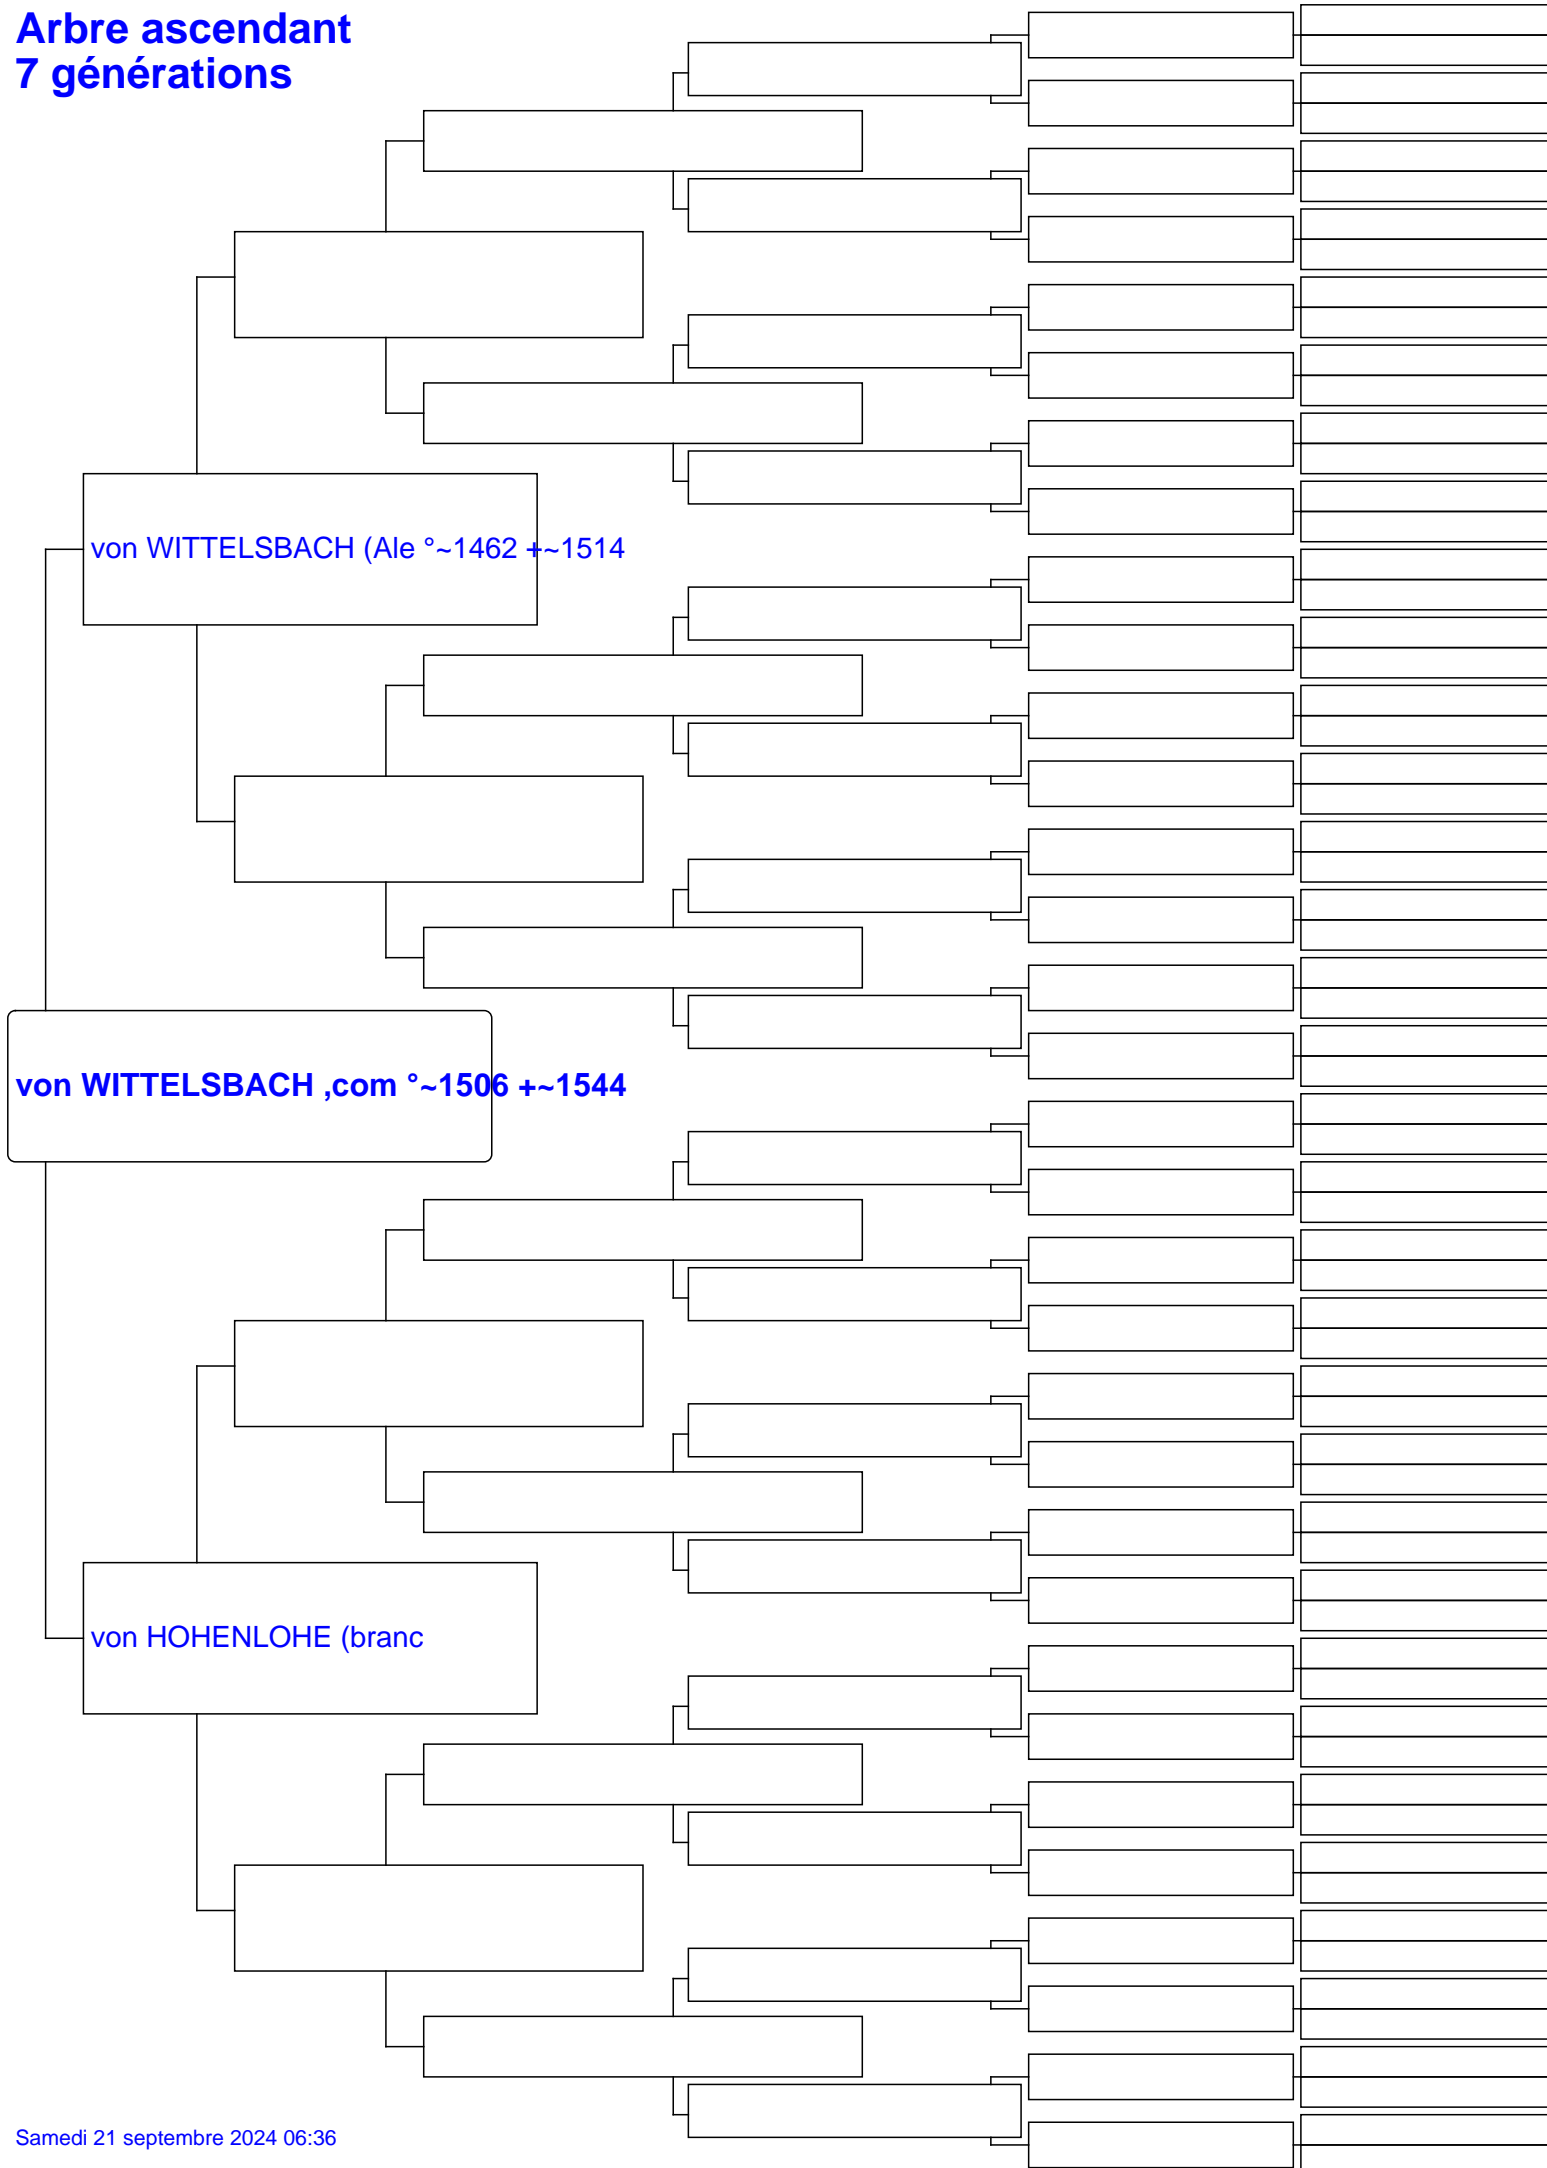 Arbre ascendant
7 générations
von WITTELSBACH (Ale °~1462 +~1514
von WITTELSBACH ,com °~1506 +~1544
von HOHENLOHE (branc
Samedi 21 septembre 2024 06:36